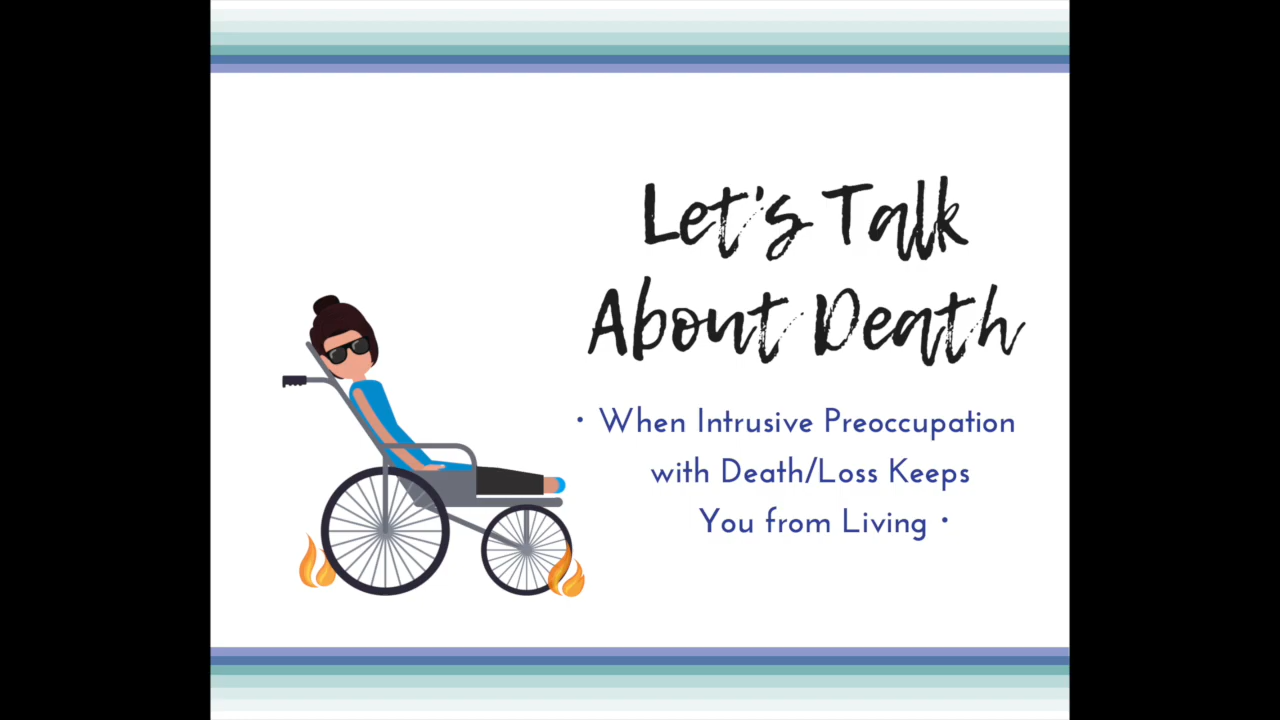 Let's Talk
About Death
• When Intrusive Preoccupation
with Death/Loss Keeps
You from Living •